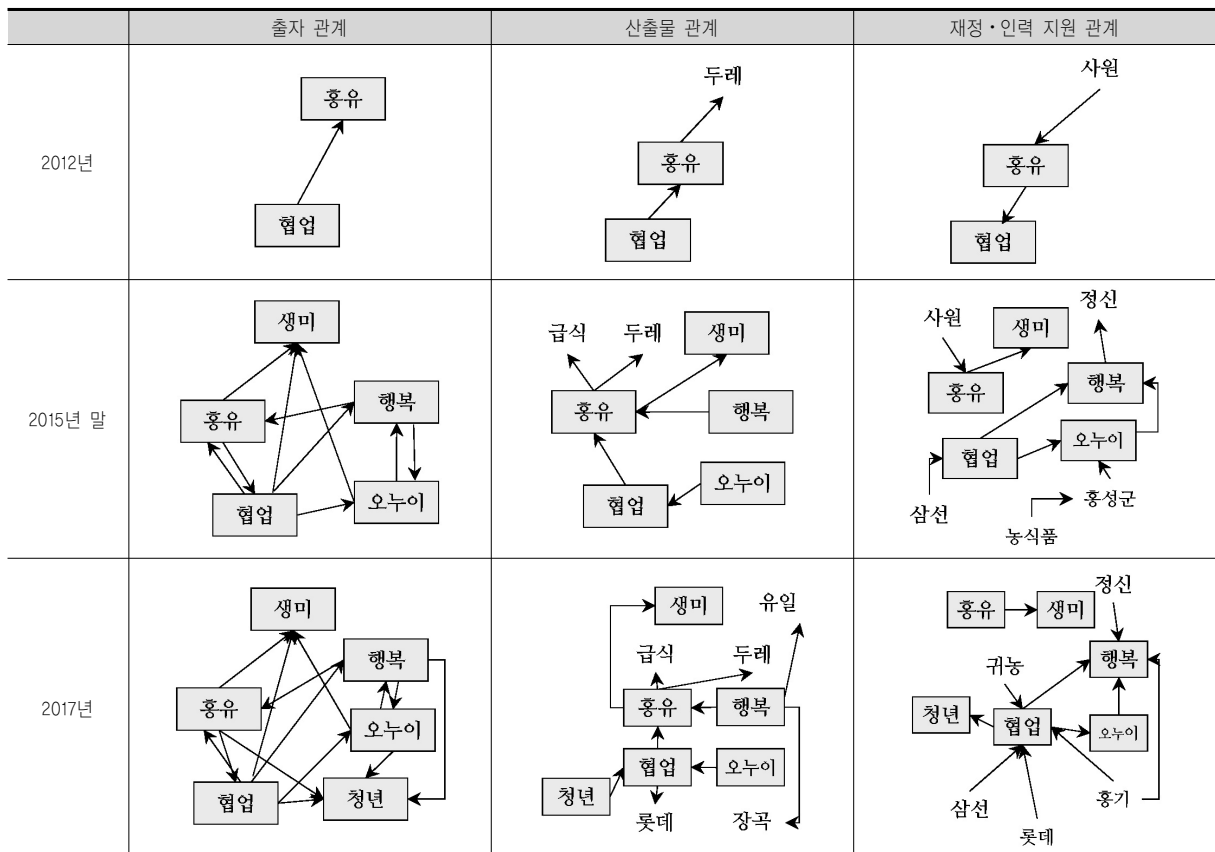 출자 관계
산출물 관계
재정·인력 지원 관계
2012년
홍유
협업
두레
홍유
협업
사원
홍유
협업
2015년 말
생미
행복
홍유
협업
오누이
급식
두레
생미
홍유
행복
오누이
협업
정신
사원
생미
행복
홍유
오누이
협업
삼선
홍성군
농식품
2017년
생미
행복
홍유
오누이
협업
청년
생미
유일
급식
두레
홍유
행복
협업
오누이
청년
롯데
장곡
정신
홍유
생미
행복
귀농
청년
협업
오누이
삼선
홍기
롯데